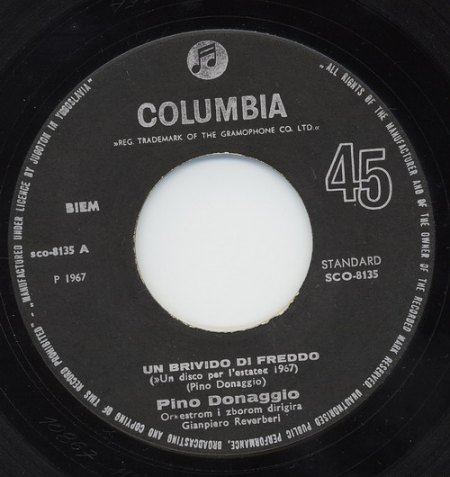 COLUMBIA
»REG. TRADEMARK OF THE GRAMOPHONE CO. LTD.«
45
BIEM
sco-8135 A
P 1967
STANDARD
SCO-8135
UN BRIVIDO DI FREDDO
(»Un disco per l'estate« 1967)
(Pino Donaggio)
Pino Donaggio
Orkestrom i zborom dirigira
Gianpiero Reverberi
"MANUFACTURED UNDER LICENCE BY JUGOTON IN YUGOSLAVIA"
"ALL RIGHTS OF THE MANUFACTURER AND OF THE OWNER OF THE RECORDED WORK RESERVED. UNAUTHORISED PUBLIC PERFORMANCE, BROADCASTING AND COPYING OF THIS RECORD PROHIBITED"